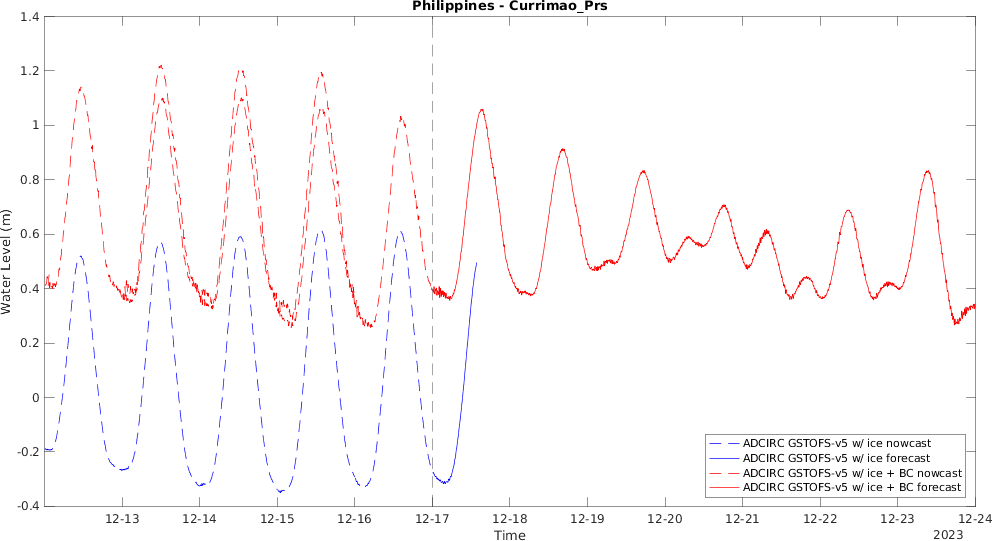 Philippines - Currimao_Prs
1.4
1.2
1
0.8
0.6
0.4
0.2
0
-0.2
-0.4
Water Level (m)
ADCIRC GSTOFS-v5 w/ ice nowcast
ADCIRC GSTOFS-v5 w/ ice forecast
ADCIRC GSTOFS-v5 w/ ice + BC nowcast
ADCIRC GSTOFS-v5 w/ ice + BC forecast
12-13 12-14 12-15 12-16 12-17 12-18 12-19 12-20 12-21 12-22 12-23 12-24
Time
2023